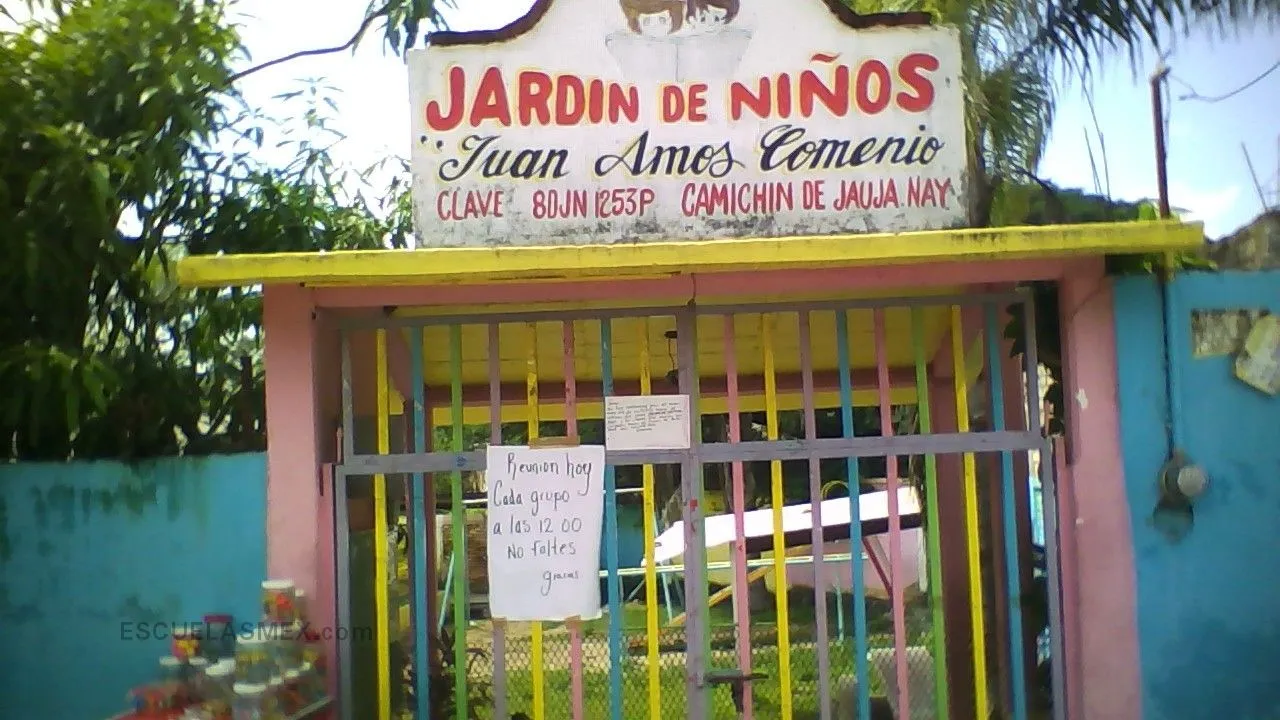 JARDIN DE NIÑOS
"Juan Amos Comenio
CLAVE 8DJN1253P CAMICHIN DE JAUJA.NAY
Reunion hoy
Cada grupo
a las 12 00
No faltes
gracias
ESCUELASMEX.com